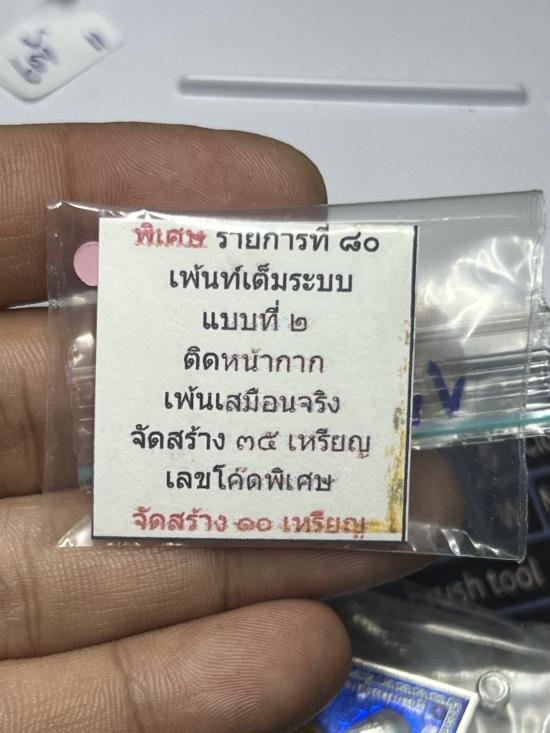 พิเศษ รายการที่ ๘๐
เพ้นท์เต็มระบบ
แบบที่ ๒
ติดหน้ากาก
เพ้นเสมือนจริง
จัดสร้าง ๓๕ เหรียญ
เลขโค๊ดพิเศษ
จัดสร้าง ๑๐ เหรียญ
ush tool